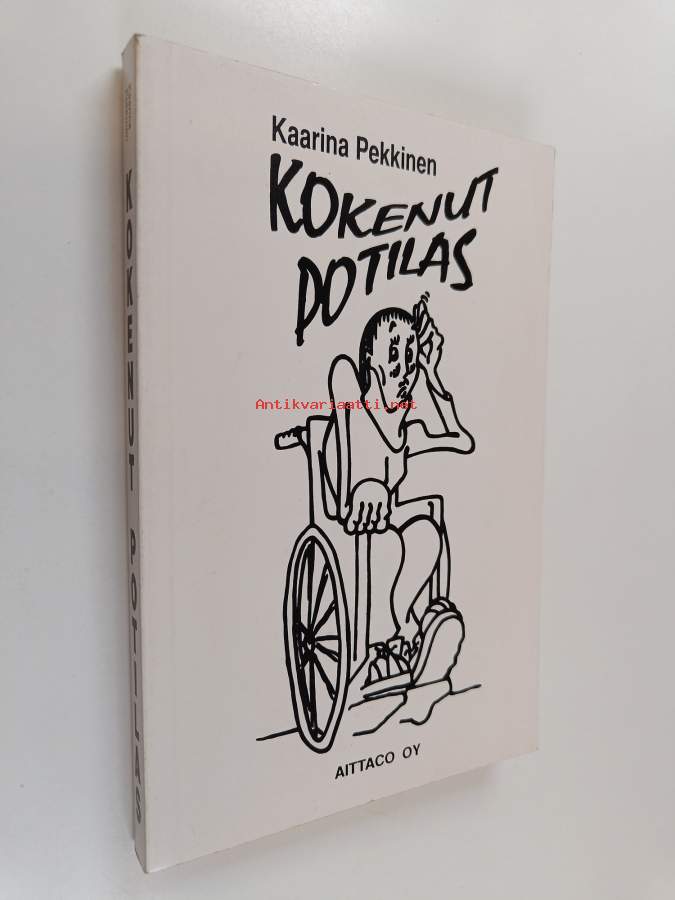 Kaarina Pekkinen
KOKENUT
POTILAS
Antikvariaatti.net
AITTACO OY
KOKENUT POTILAS